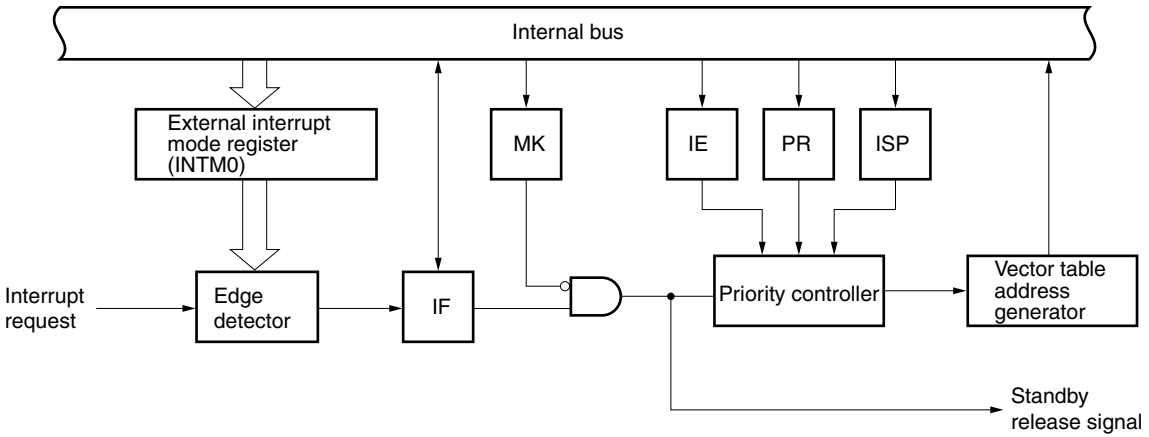 Internal bus
External interrupt
mode register
(INTM0)
MK
IE
PR
ISP
Interrupt
request
Edge
detector
IF
Priority controller
Vector table
address
generator
Standby
release signal